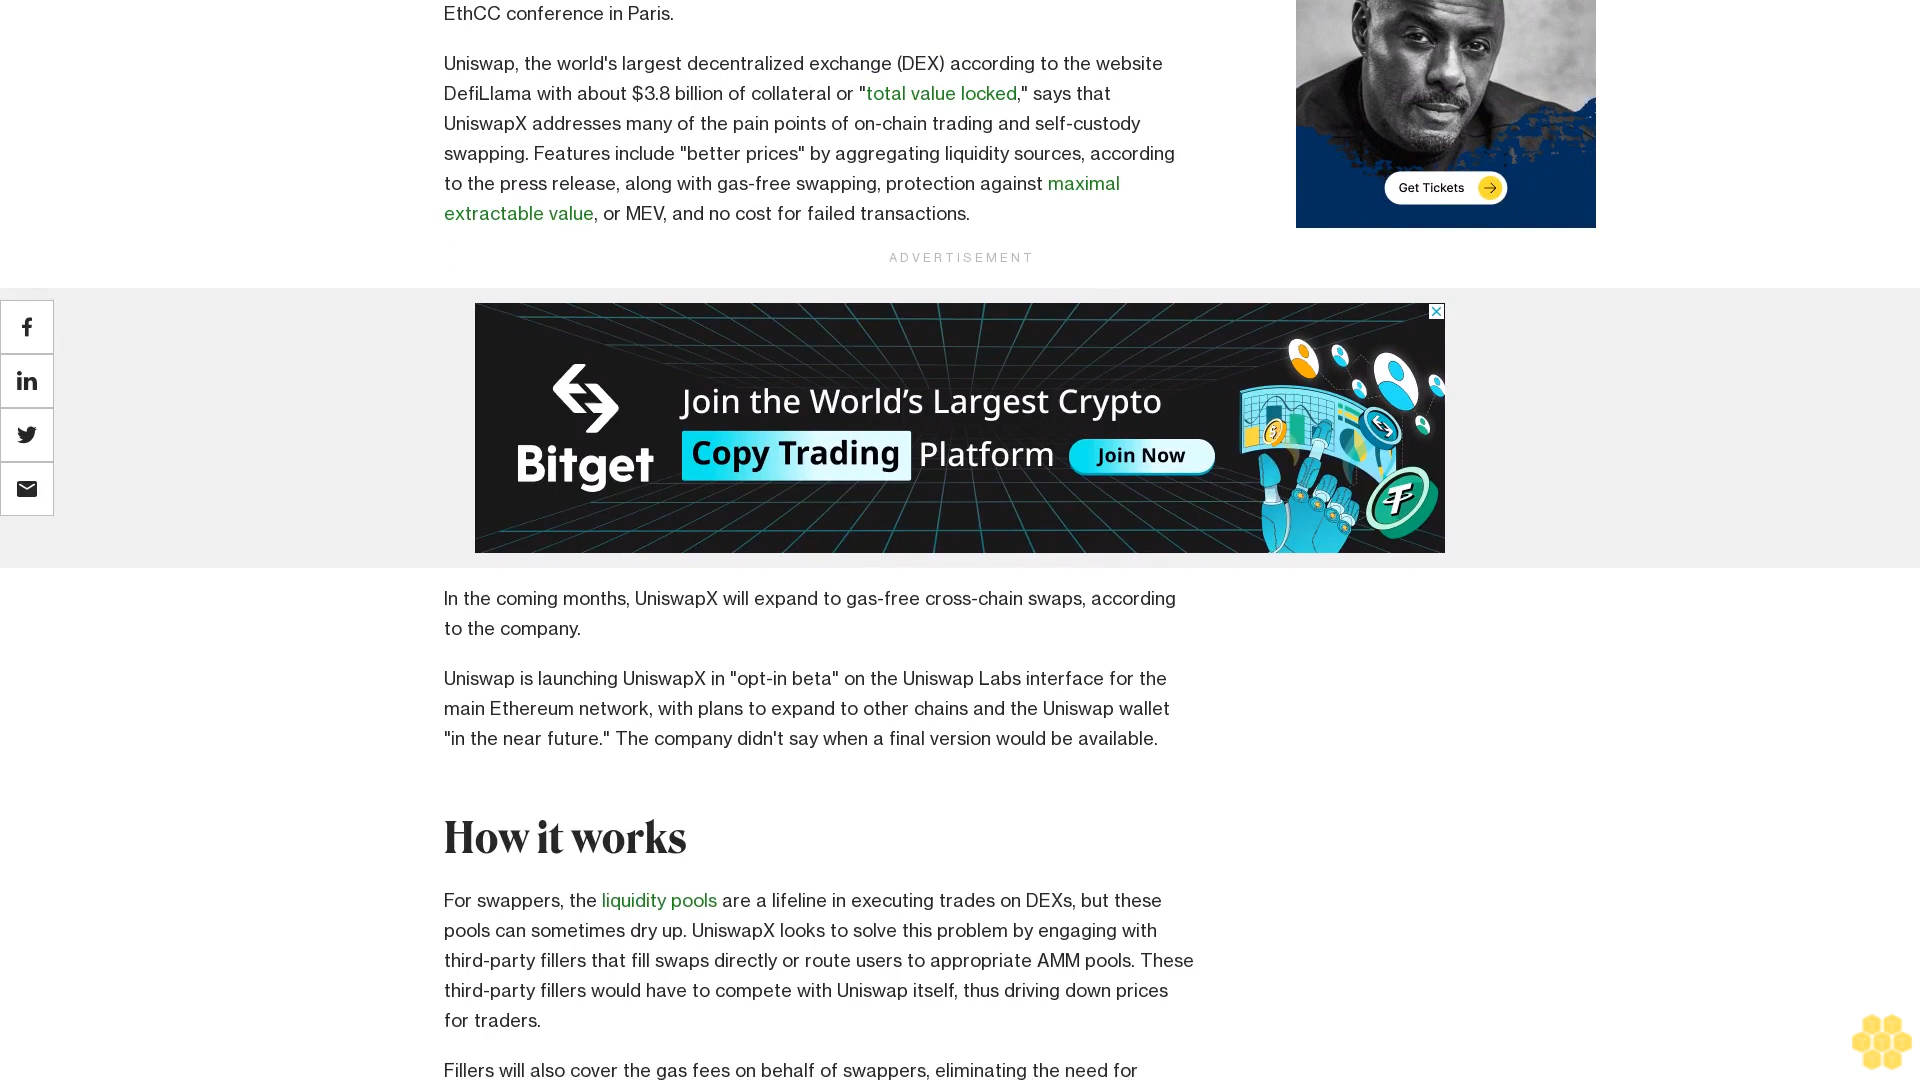 EthCC conference in Paris.
Uniswap, the world's largest decentralized exchange (DEX) according to the website
DefiLlama with about $3.8 billion of collateral or "total value locked," says that
UniswapX addresses many of the pain points of on-chain trading and self-custody
swapping. Features include "better prices" by aggregating liquidity sources, according
to the press release, along with gas-free swapping, protection against maximal
extractable value, or MEV, and no cost for failed transactions.
Get Tickets
ADVERTISEMENT
Bitget
Join the World's Largest Crypto
Copy Trading Platform Join Now
In the coming months, UniswapX will expand to gas-free cross-chain swaps, according
to the company.
Uniswap is launching UniswapX in "opt-in beta" on the Uniswap Labs interface for the
main Ethereum network, with plans to expand to other chains and the Uniswap wallet
"in the near future." The company didn't say when a final version would be available.
How it works
For swappers, the liquidity pools are a lifeline in executing trades on DEXs, but these
pools can sometimes dry up. UniswapX looks to solve this problem by engaging with
third-party fillers that fill swaps directly or route users to appropriate AMM pools. These
third-party fillers would have to compete with Uniswap itself, thus driving down prices
for traders.
Fillers will also cover the gas fees on behalf of swappers, eliminating the need for